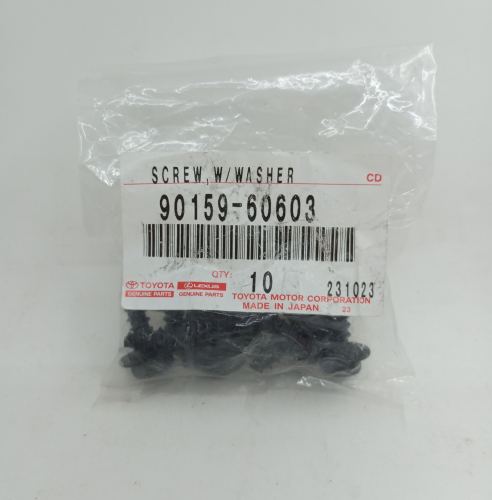 SCREW, W/WASHER
CD
90159-60603
TOYOTA
GENUINE PARTS
LEXUS
GENUINE PARTS
QTY: 10
231023
TOYOTA MOTOR CORPORATION
MADE IN JAPAN 23